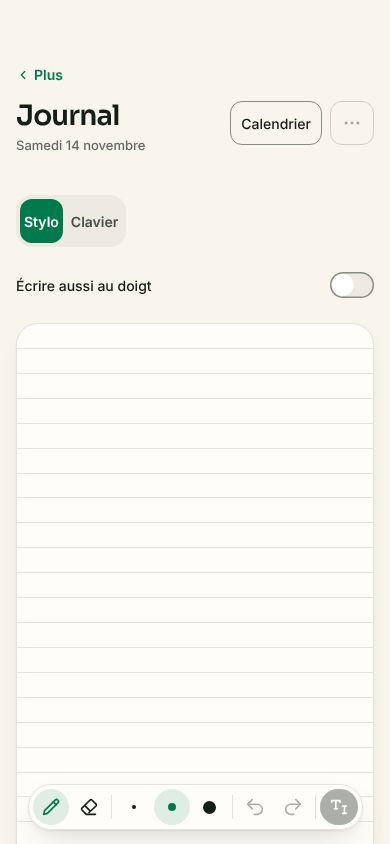 Plus
Journal
Samedi 14 novembre
Calendrier
Stylo
Clavier
Écrire aussi au doigt